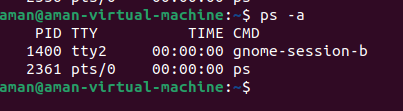 aman@aman-virtual-machine:~$ ps -a
    PID TTY          TIME CMD
   1400 tty2     00:00:00 gnome-session-b
   2361 pts/0    00:00:00 ps
aman@aman-virtual-machine:~$